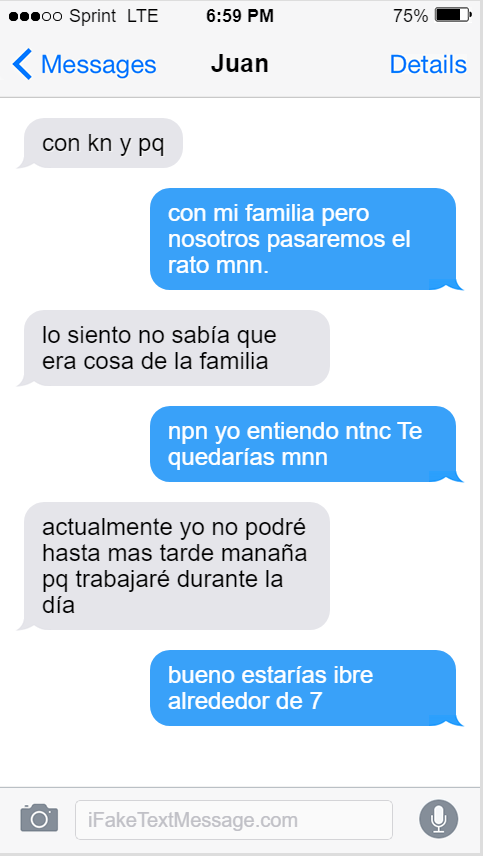 Sprint LTE 6:59 PM 75%
Messages Juan Details
con kn y pq
con mi familia pero
nosotros pasaremos el
rato mnn.
lo siento no sabía que
era cosa de la familia
npn yo entiendo ntnc Te
quedarías mnn
actualmente yo no podré
hasta mas tarde manaña
pq trabajaré durante la
día
bueno estarías ibre
alrededor de 7
iFakeTextMessage.com